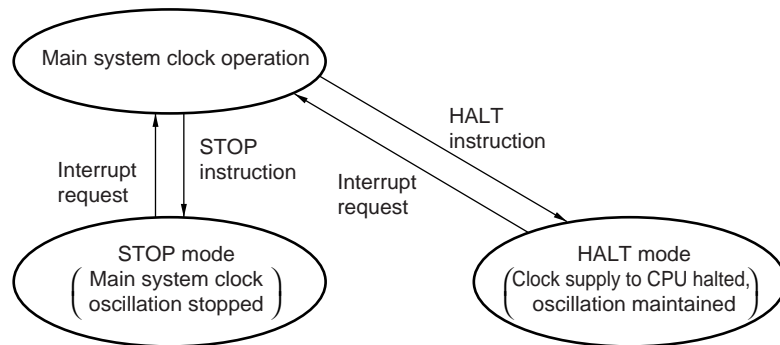 Main system clock operation
HALT
instruction
STOP
instruction
Interrupt
request
Interrupt
request
STOP mode
Main system clock
oscillation stopped
HALT mode
Clock supply to CPU halted,
oscillation maintained